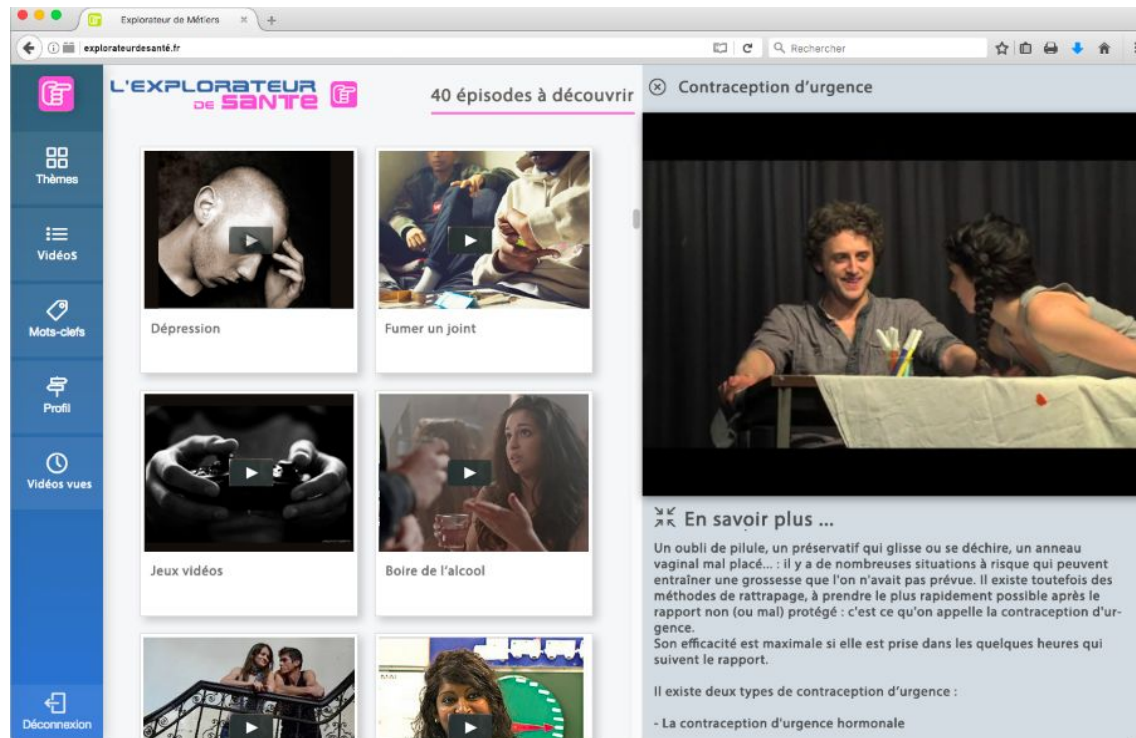 Explorateur de Métiers
explorateurdesanté.fr
Rechercher
L'EXPLORATEUR
DE SANTE
40 épisodes à découvrir
Contraception d'urgence
Thèmes
Vidéos
Mots-clefs
Profil
Vidéos vues
Déconnexion
Dépression
Fumer un joint
Jeux vidéos
Boire de l'alcool
En savoir plus ...
Un oubli de pilule, un préservatif qui glisse ou se déchire, un anneau
vaginal mal placé... : il y a de nombreuses situations à risque qui peuvent
entraîner une grossesse que l'on n'avait pas prévue. Il existe toutefois des
méthodes de rattrapage, à prendre le plus rapidement possible après le
rapport non (ou mal) protégé : c'est ce qu'on appelle la contraception d'ur-
gence.
Son efficacité est maximale si elle est prise dans les quelques heures qui
suivent le rapport.
Il existe deux types de contraception d'urgence :
- La contraception d'urgence hormonale